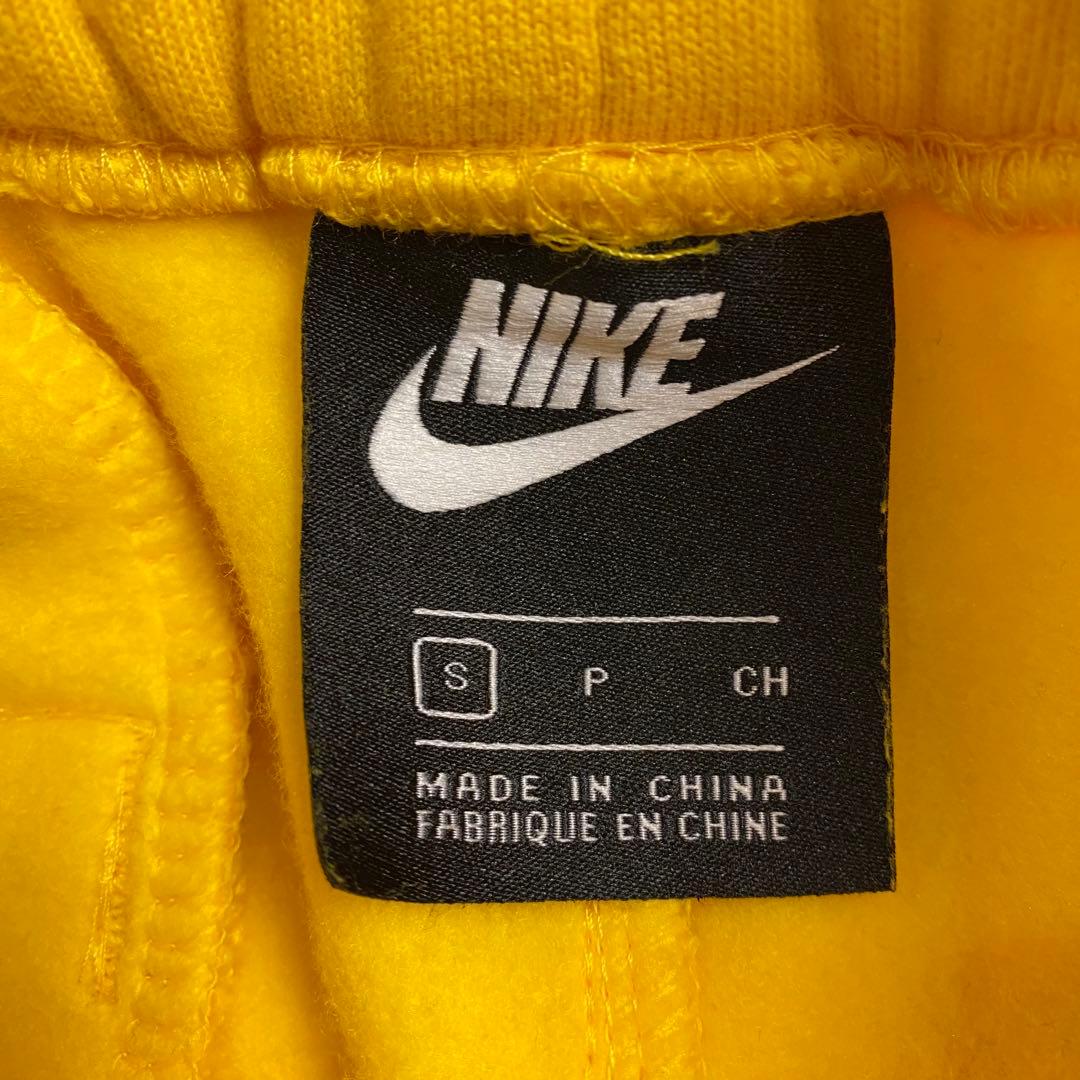 NIKE
S P CH
MADE IN CHINA
FABRIQUE EN CHINE